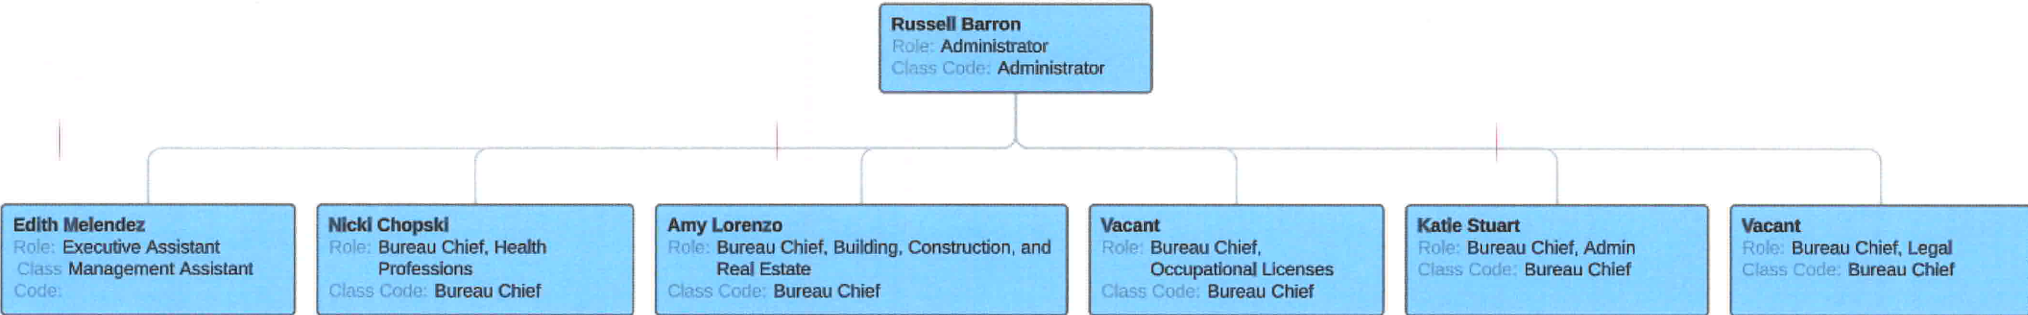 Russell Barron
Role: Administrator
Class Code: Administrator
Edith Melendez
Role: Executive Assistant
Class Management Assistant
Code:
Nicki Chopski
Role: Bureau Chief, Health
Professions
Class Code: Bureau Chief
Amy Lorenzo
Role: Bureau Chief, Building, Construction, and
Real Estate
Class Code: Bureau Chief
Vacant
Role: Bureau Chief,
Occupational Licenses
Class Code: Bureau Chief
Katie Stuart
Role: Bureau Chief, Admin
Class Code: Bureau Chief
Vacant
Role: Bureau Chief, Legal
Class Code: Bureau Chief